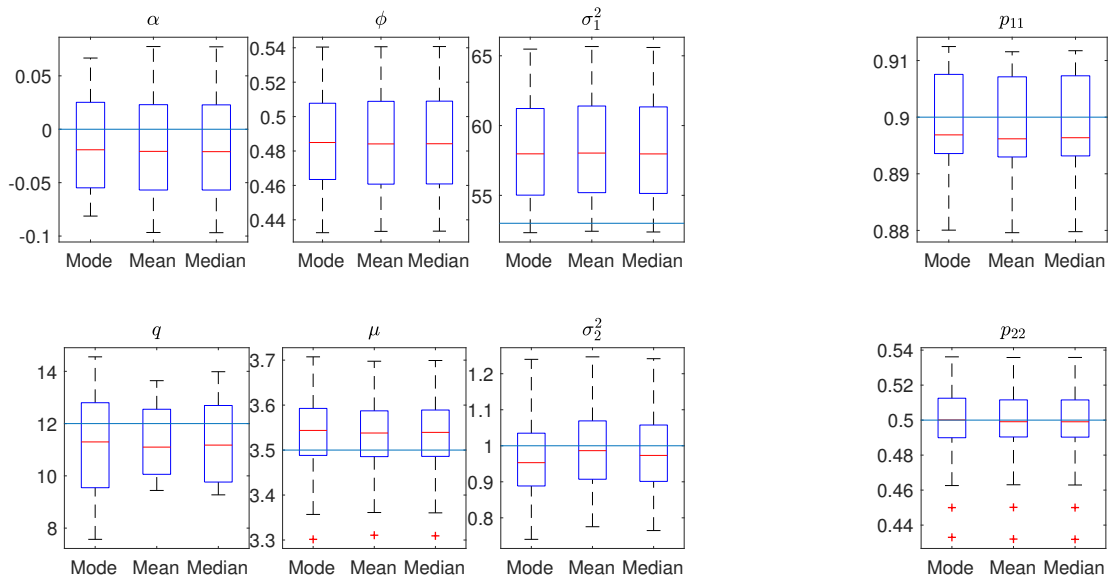 α
0.05
0
-0.05
-0.1
Mode Mean Median
ϕ
0.54
0.52
0.5
0.48
0.46
0.44
Mode Mean Median
σ₁²
65
60
55
Mode Mean Median
p₁₁
0.91
0.9
0.89
0.88
Mode Mean Median
q
14
12
10
8
Mode Mean Median
μ
3.7
3.6
3.5
3.4
3.3
Mode Mean Median
σ₂²
1.2
1.1
1
0.9
0.8
Mode Mean Median
p₂₂
0.54
0.52
0.5
0.48
0.46
0.44
Mode Mean Median